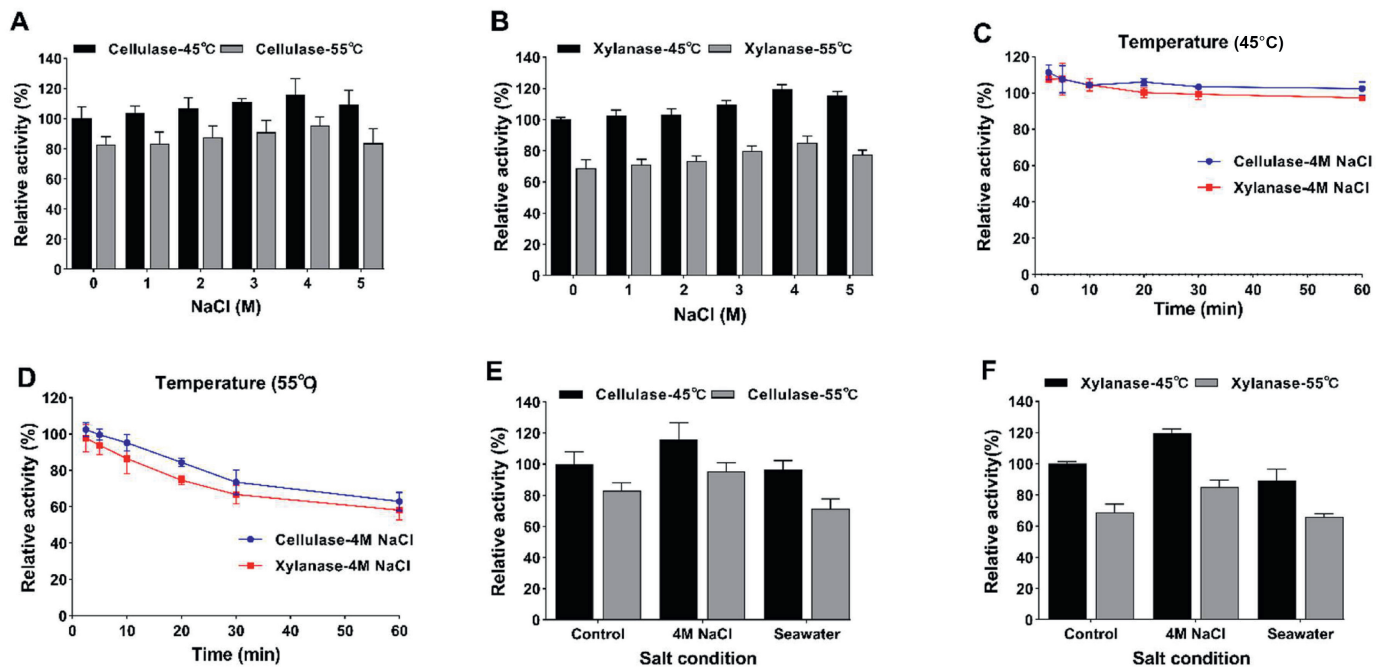 A
Cellulase-45℃ Cellulase-55℃
Relative activity (%)
140
120
100
80
60
40
20
0
0 1 2 3 4 5
NaCl (M)
B
Xylanase-45℃ Xylanase-55℃
Relative activity (%)
140
120
100
80
60
40
20
0
0 1 2 3 4 5
NaCl (M)
C
Temperature (45°C)
Relative activity (%)
120
100
80
60
40
20
0
Cellulase-4M NaCl
Xylanase-4M NaCl
0 10 20 30 40 50 60
Time (min)
D
Temperature (55℃)
Relative activity (%)
120
100
80
60
40
20
0
Cellulase-4M NaCl
Xylanase-4M NaCl
0 10 20 30 40 50 60
Time (min)
E
Cellulase-45℃ Cellulase-55℃
Relative activity (%)
140
120
100
80
60
40
20
0
Control 4M NaCl Seawater
Salt condition
F
Xylanase-45℃ Xylanase-55℃
Relative activity(%)
140
120
100
80
60
40
20
0
Control 4M NaCl Seawater
Salt condition